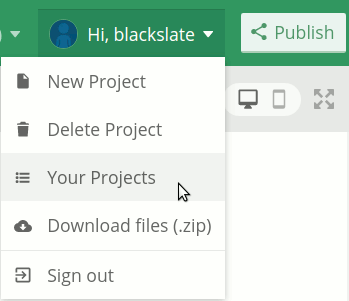 Hi, blackslate
Publish
New Project
Delete Project
Your Projects
Download files (.zip)
Sign out